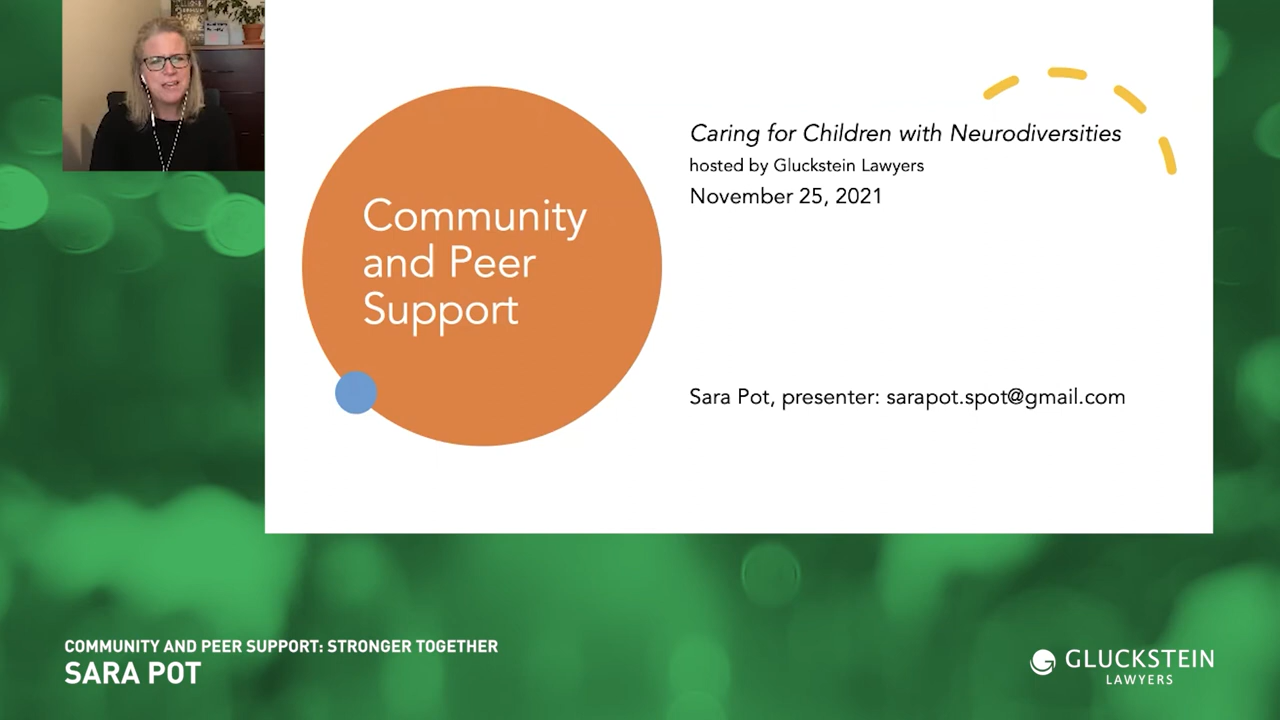 Community
and Peer
Support
Caring for Children with Neurodiversities
hosted by Gluckstein Lawyers
November 25, 2021
Sara Pot, presenter: sarapot.spot@gmail.com
COMMUNITY AND PEER SUPPORT: STRONGER TOGETHER
SARA POT
GLUCKSTEIN
LAWYERS